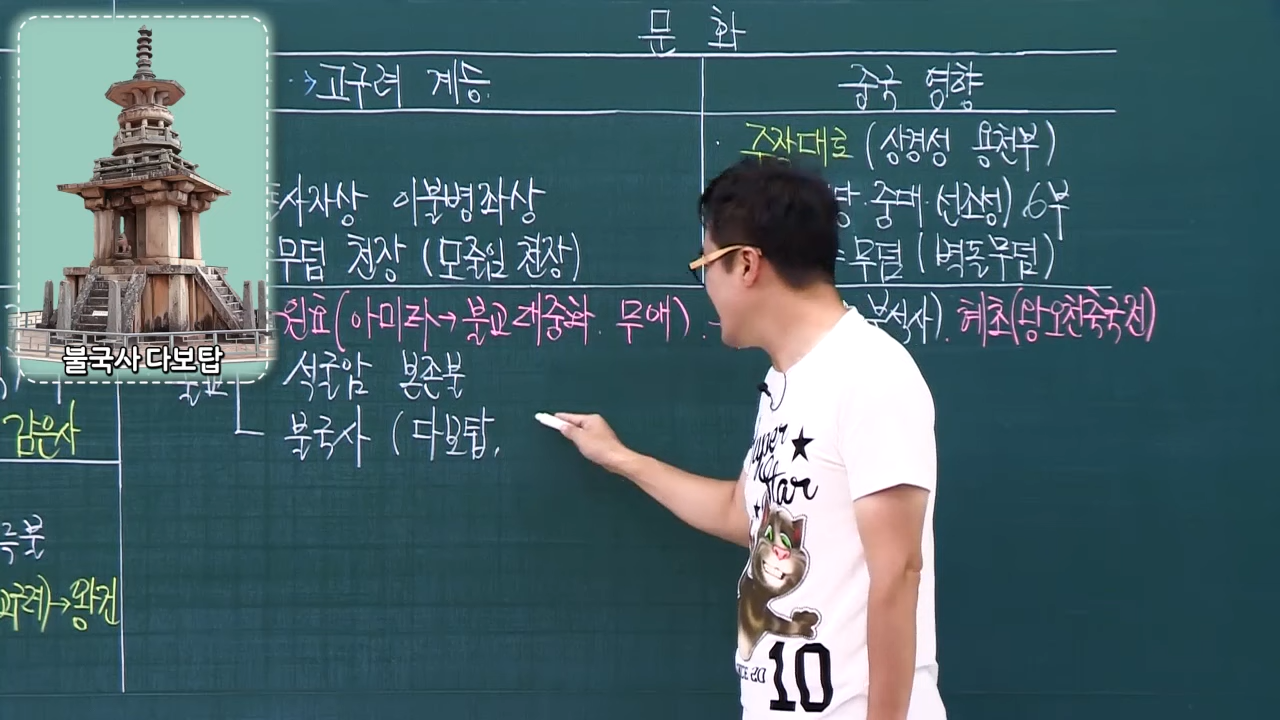 문 화
→고구려 계통
중국 영향
· 주작대로 (상경성 용천부)
사자상 이불병좌상
중대 · 선조성) 6부
무덤 천장 (모줄임 천장)
무덤 (벽돌무덤)
원효(아미타→불교 대중화. 무애)
부석사). 혜초(왕오천축국전)
석굴암 본존불
불국사 (다보탑,
감은사
→왕건
불국사 다보탑
Super
Star
10